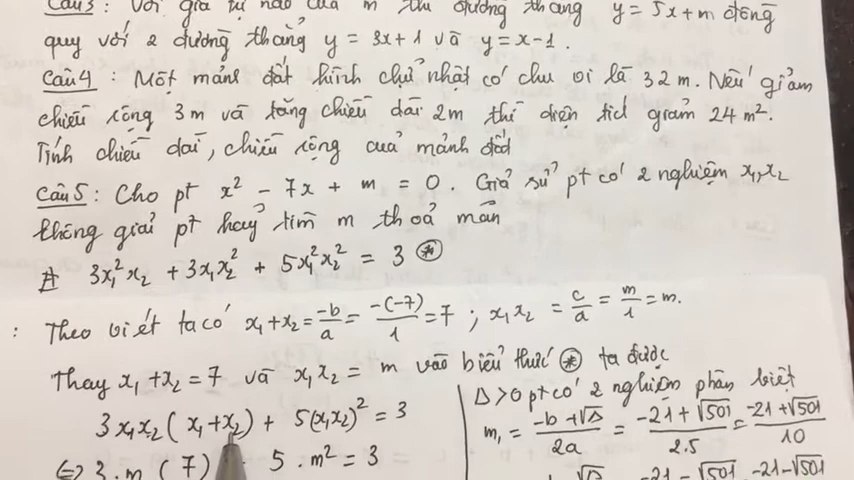 Câu 3: Với giá trị nào của m thì đường thẳng y = 5x + m đồng
quy với 2 đường thẳng y = 3x + 1 và y = x - 1.
Câu 4: Một mảnh đất hình chữ nhật có chu vi là 32 m. Nếu giảm
chiều rộng 3 m và tăng chiều dài 2m thì diện tích giảm 24 m².
Tính chiều dài, chiều rộng của mảnh đất
Câu 5: Cho pt x² - 7x + m = 0. Giả sử pt có 2 nghiệm x₁, x₂
không giải pt hãy tìm m thoả mãn
3x₁²x₂ + 3x₁x₂² + 5x₁²x₂² = 3 (*)
: Theo viét ta có x₁ + x₂ = -b/a = -(-7)/1 = 7 ; x₁x₂ = c/a = m/1 = m.
Thay x₁ + x₂ = 7 và x₁x₂ = m vào biểu thức (*) ta được
3x₁x₂ (x₁ + x₂) + 5(x₁x₂)² = 3
⇔ 3.m (7) 5.m² = 3
Δ > 0 pt có 2 nghiệm phân biệt
m₁ = (-b + √Δ)/2a = (-21 + √501)/2.5 = (-21 + √501)/10
√Δ -21 - √501 -21 - √501